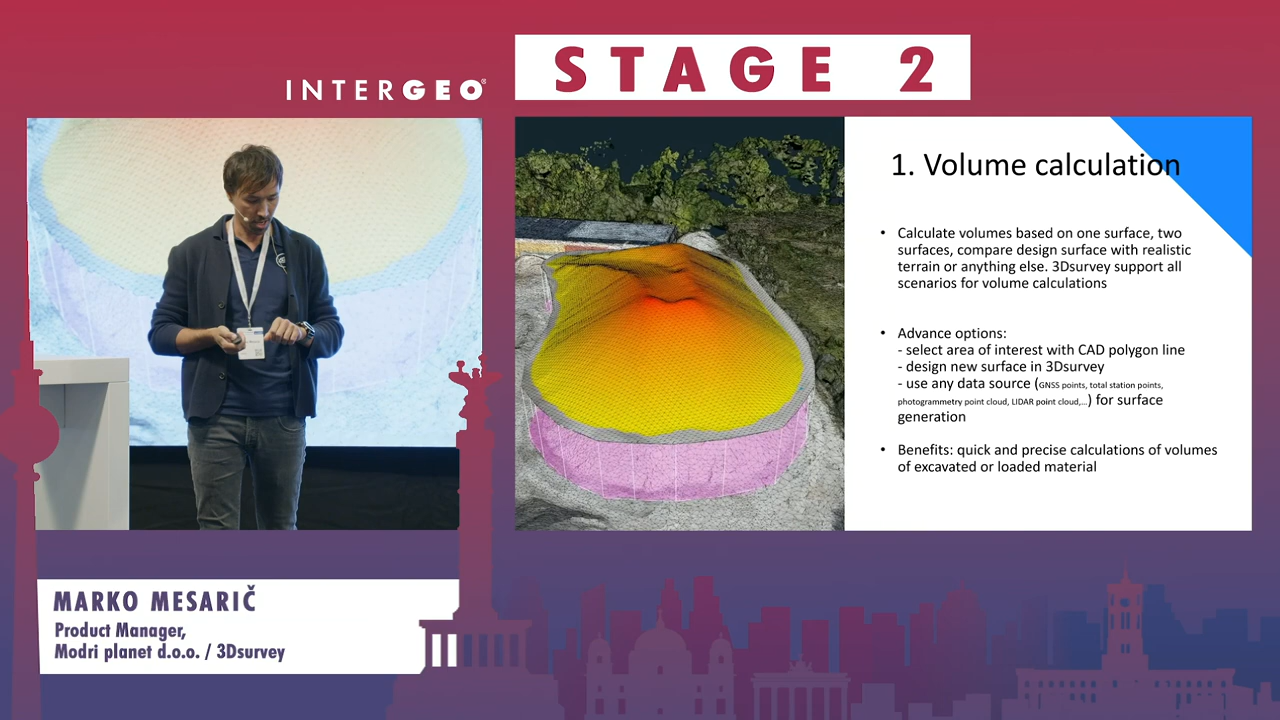 INTERGEO®
STAGE 2
1. Volume calculation
• Calculate volumes based on one surface, two
surfaces, compare design surface with realistic
terrain or anything else. 3Dsurvey support all
scenarios for volume calculations
• Advance options:
- select area of interest with CAD polygon line
- design new surface in 3Dsurvey
- use any data source (GNSS points, total station points,
photogrammetry point cloud, LIDAR point cloud,...) for surface
generation
• Benefits: quick and precise calculations of volumes
of excavated or loaded material
MARKO MESARIČ
Product Manager,
Modri planet d.o.o. / 3Dsurvey